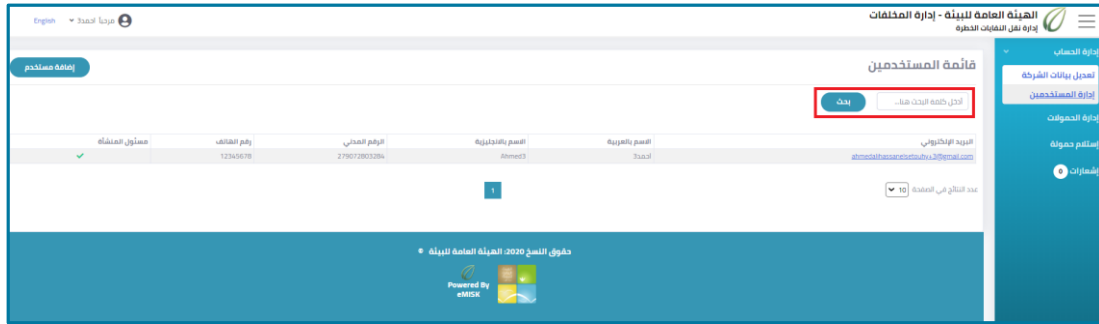 الهيئة العامة للبيئة - إدارة المخلفات
إدارة نقل النفايات الخطرة
مرحباً احمد3
English
إدارة الحساب
تعديل بيانات الشركة
إدارة المستخدمين
إدارة الحمولات
إستلام حمولة
إشعارات 0
قائمة المستخدمين
إضافة مستخدم
أدخل كلمة البحث هنا...
بحث
البريد الإلكتروني الاسم بالعربية الاسم بالانجليزية الرقم المدني رقم الهاتف مسئول المنشأة
احمد3 Ahmed3 279072803284 12345678
عدد النتائج في الصفحة 10
1
حقوق النسخ 2020: الهيئة العامة للبيئة ©
Powered By
eMISK